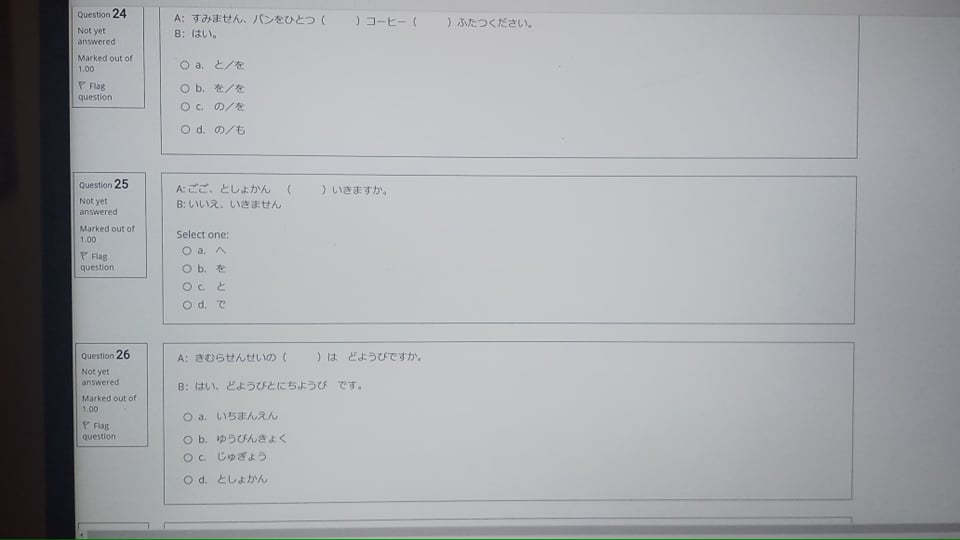 Question 24
Not yet
answered
Marked out of
1.00
Flag
question
A: すみません、パンをひとつ（　　）コーヒー（　　）ふたつください。
B: はい。
a. と／を
b. を／を
c. の／を
d. の／も
Question 25
Not yet
answered
Marked out of
1.00
Flag
question
A: ごご、としょかん （　　）いきますか。
B: いいえ、いきません
Select one:
a. へ
b. を
c. と
d. で
Question 26
Not yet
answered
Marked out of
1.00
Flag
question
A: きむらせんせいの（　　）は どようびですか。
B: はい、どようびとにちようび です。
a. いちまんえん
b. ゆうびんきょく
c. じゅぎょう
d. としょかん